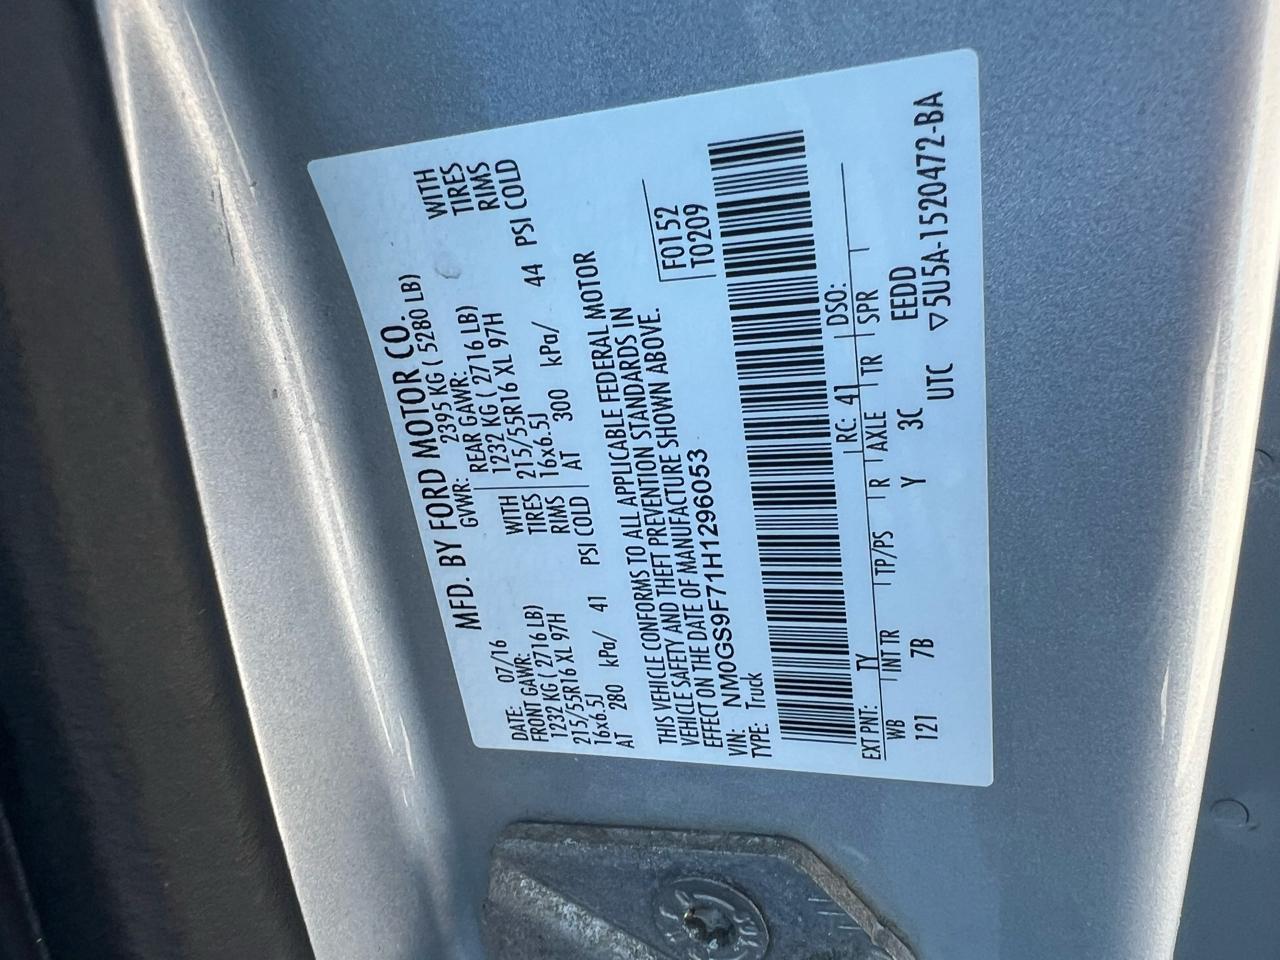 MFD. BY FORD MOTOR CO.
DATE: 07/16 GVWR: 2395 KG ( 5280 LB)
FRONT GAWR: REAR GAWR:
1232 KG ( 2716 LB) WITH 1232 KG ( 2716 LB) WITH
215/55R16 XL 97H TIRES 215/55R16 XL 97H TIRES
16x6.5J RIMS 16x6.5J RIMS
AT 280 kPa/ 41 PSI COLD AT 300 kPa/ 44 PSI COLD
THIS VEHICLE CONFORMS TO ALL APPLICABLE FEDERAL MOTOR
VEHICLE SAFETY AND THEFT PREVENTION STANDARDS IN
EFFECT ON THE DATE OF MANUFACTURE SHOWN ABOVE.
VIN: NM0GS9F71H1296053 F0152
TYPE: Truck T0209
EXT PNT: TY RC: 41 DSO:
WB INT TR TP/PS R AXLE TR SPR
121 7B Y 3C EEDD
UTC ▽5U5A-1520472-BA